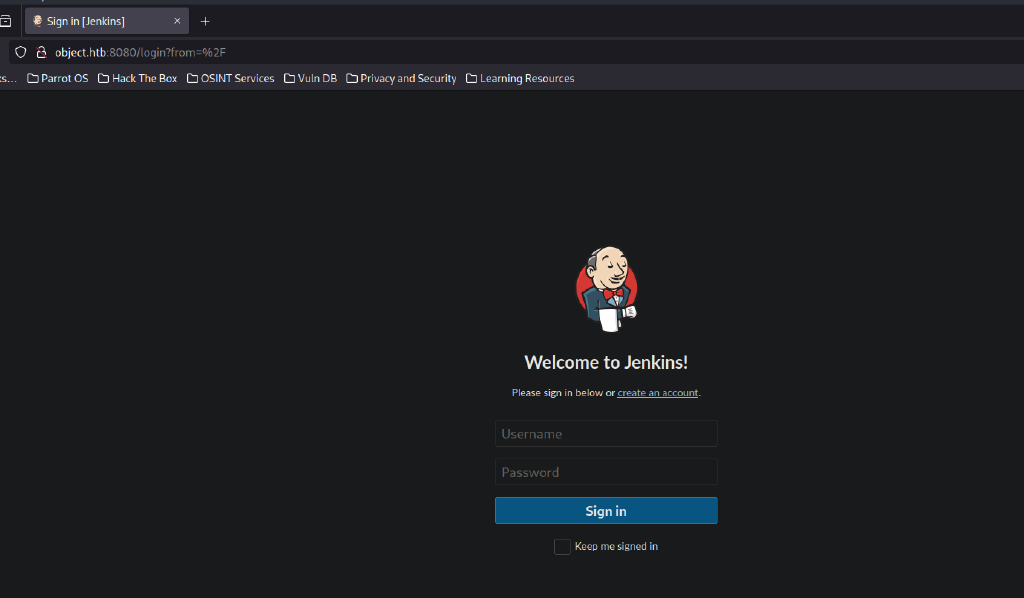 Sign in [Jenkins]
object.htb:8080/login?from=%2F
Parrot OS Hack The Box OSINT Services Vuln DB Privacy and Security Learning Resources
Welcome to Jenkins!
Please sign in below or create an account.
Username
Password
Sign in
Keep me signed in